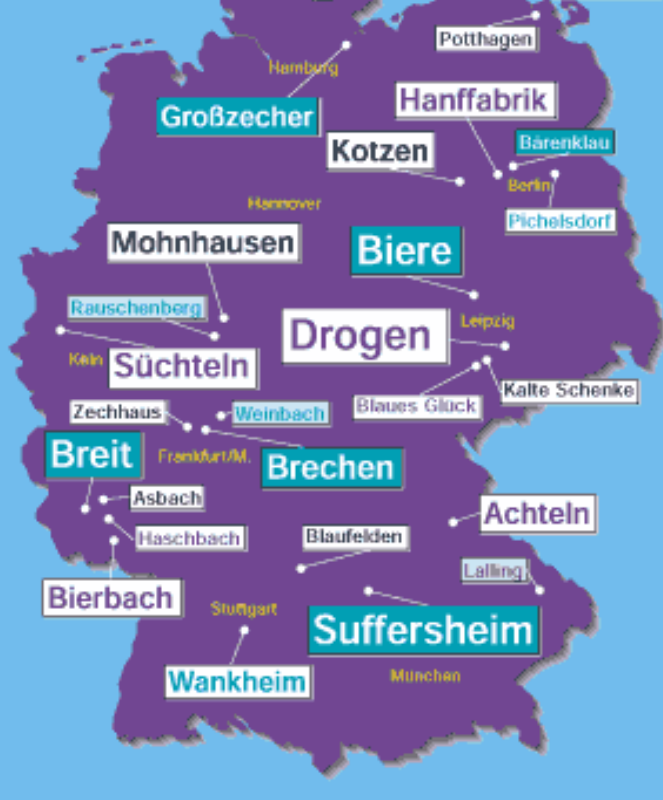 Potthagen
Hamburg
Hanffabrik
Großzecher
Bärenklau
Kotzen
Berlin
Hannover
Pichelsdorf
Mohnhausen
Biere
Rauschenberg
Leipzig
Drogen
Köln
Süchteln
Kalte Schenke
Blaues Glück
Zechhaus
Weinbach
Breit
Frankfurt/M.
Brechen
Asbach
Achteln
Haschbach
Blaufelden
Lalling
Bierbach
Stuttgart
Suffersheim
Wankheim
München